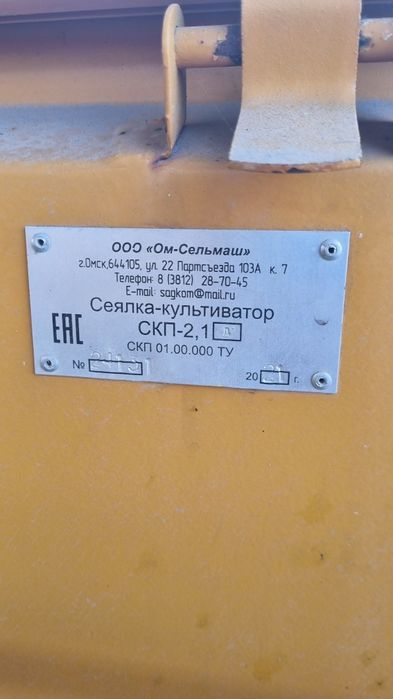 ООО «Ом-Сельмаш»
г.Омск,644105, ул. 22 Партсъезда 103А к. 7
Телефон: 8 (3812) 28-70-45
E-mail: sagkom@mail.ru
Сеялка-культиватор
ЕАС СКП-2,1
СКП 01.00.000 ТУ
№ 20 21 г.